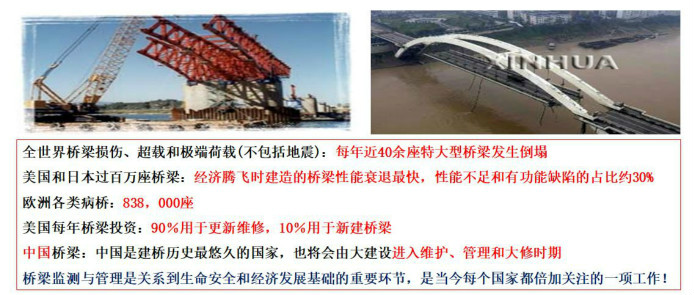 XINHUA
全世界桥梁损伤、超载和极端荷载(不包括地震)：每年近40余座特大型桥梁发生倒塌
美国和日本过百万座桥梁：经济腾飞时建造的桥梁性能衰退最快，性能不足和有功能缺陷的占比约30%
欧洲各类病桥：838，000座
美国每年桥梁投资：90%用于更新维修，10%用于新建桥梁
中国桥梁：中国是建桥历史最悠久的国家，也将会由大建设进入维护、管理和大修时期
桥梁监测与管理是关系到生命安全和经济发展基础的重要环节，是当今每个国家都倍加关注的一项工作！